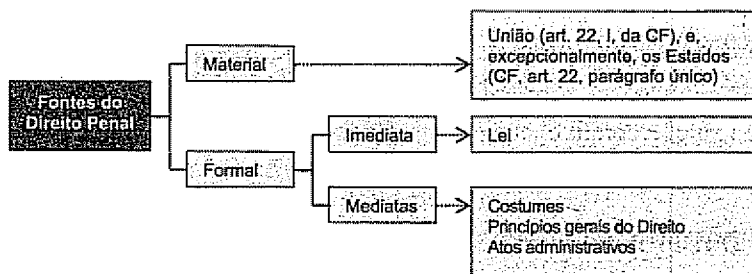 Fontes do
Direito Penal
Material
União (art. 22, I, da CF), e,
excepcionalmente, os Estados
(CF, art. 22, parágrafo único)
Formal
Imediata
Lei
Mediatas
Costumes
Princípios gerais do Direito
Atos administrativos